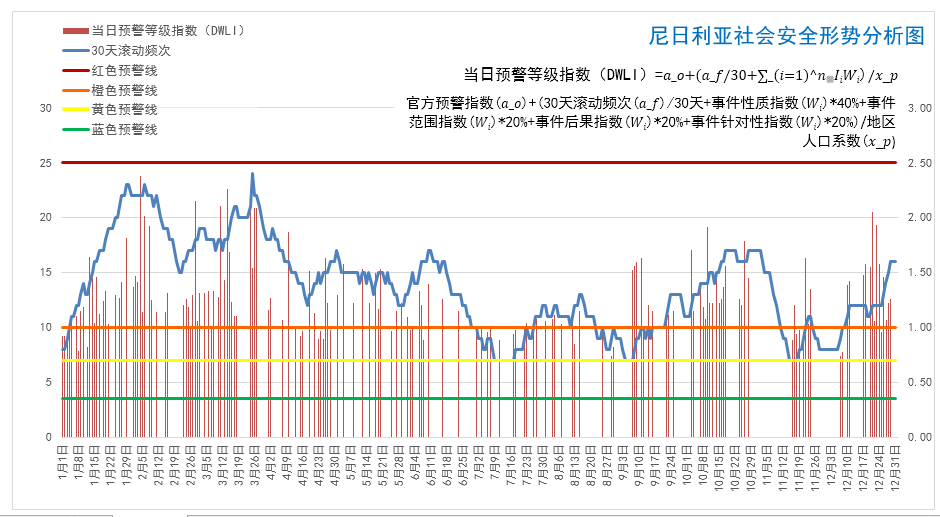 尼日利亚社会安全形势分析图
当日预警等级指数（DWLI）
30天滚动频次
红色预警线
橙色预警线
黄色预警线
蓝色预警线
当日预警等级指数（DWLI）=a_o+(a_f/30+∑_(i=1)^n▒I_iW_i)/x_p
官方预警指数(a_o)+(30天滚动频次(a_f)/30天+事件性质指数(W_i)*40%+事件
范围指数(W_i)*20%+事件后果指数(W_i)*20%+事件针对性指数(W_i)*20%)/地区
人口系数(x_p)
30
25
20
15
10
5
0
3.00
2.50
2.00
1.50
1.00
0.50
0.00
1月1日
1月8日
1月15日
1月22日
1月29日
2月5日
2月12日
2月19日
2月26日
3月5日
3月12日
3月19日
3月26日
4月2日
4月9日
4月16日
4月23日
4月30日
5月7日
5月14日
5月21日
5月28日
6月4日
6月11日
6月18日
6月25日
7月2日
7月9日
7月16日
7月23日
7月30日
8月6日
8月13日
8月20日
8月27日
9月3日
9月10日
9月17日
9月24日
10月1日
10月8日
10月15日
10月22日
10月29日
11月5日
11月12日
11月19日
11月26日
12月3日
12月10日
12月17日
12月24日
12月31日